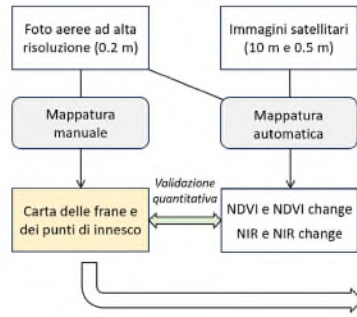 Foto aeree ad alta
risoluzione (0.2 m)
Immagini satellitari
(10 m e 0.5 m)
Mappatura
manuale
Mappatura
automatica
Validazione
quantitativa
Carta delle frane e
dei punti di innesco
NDVI e NDVI change
NIR e NIR change